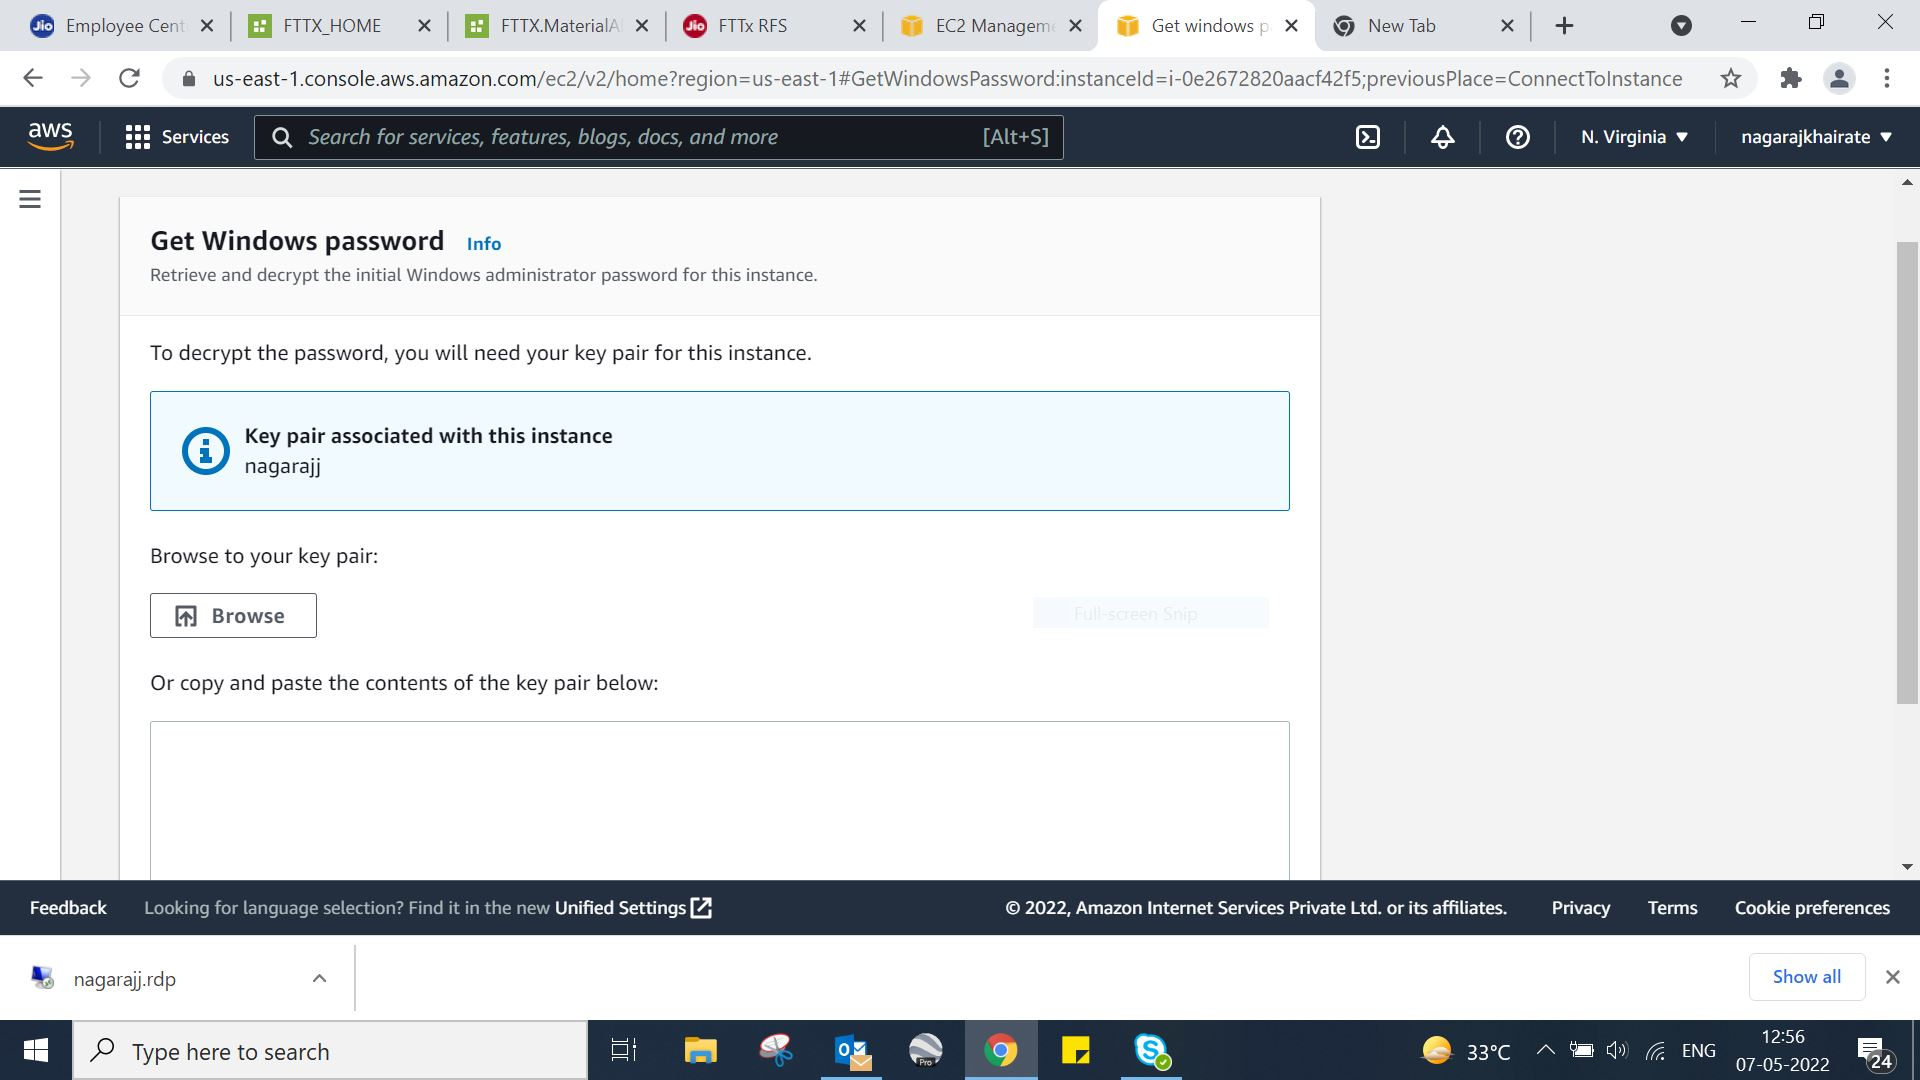 Jio Employee Cent
FTTX_HOME
FTTX.MaterialA
Jio FTTx RFS
EC2 Manageme
Get windows p
New Tab
us-east-1.console.aws.amazon.com/ec2/v2/home?region=us-east-1#GetWindowsPassword:instanceId=i-0e2672820aacf42f5;previousPlace=ConnectToInstance
aws
Services
Search for services, features, blogs, docs, and more
[Alt+S]
N. Virginia
nagarajkhairate
Get Windows password Info
Retrieve and decrypt the initial Windows administrator password for this instance.
To decrypt the password, you will need your key pair for this instance.
Key pair associated with this instance
nagarajj
Browse to your key pair:
Browse
Full-screen Snip
Or copy and paste the contents of the key pair below:
Feedback
Looking for language selection? Find it in the new Unified Settings
© 2022, Amazon Internet Services Private Ltd. or its affiliates.
Privacy
Terms
Cookie preferences
nagarajj.rdp
Show all
Type here to search
Pro
33°C
ENG
12:56
07-05-2022
24